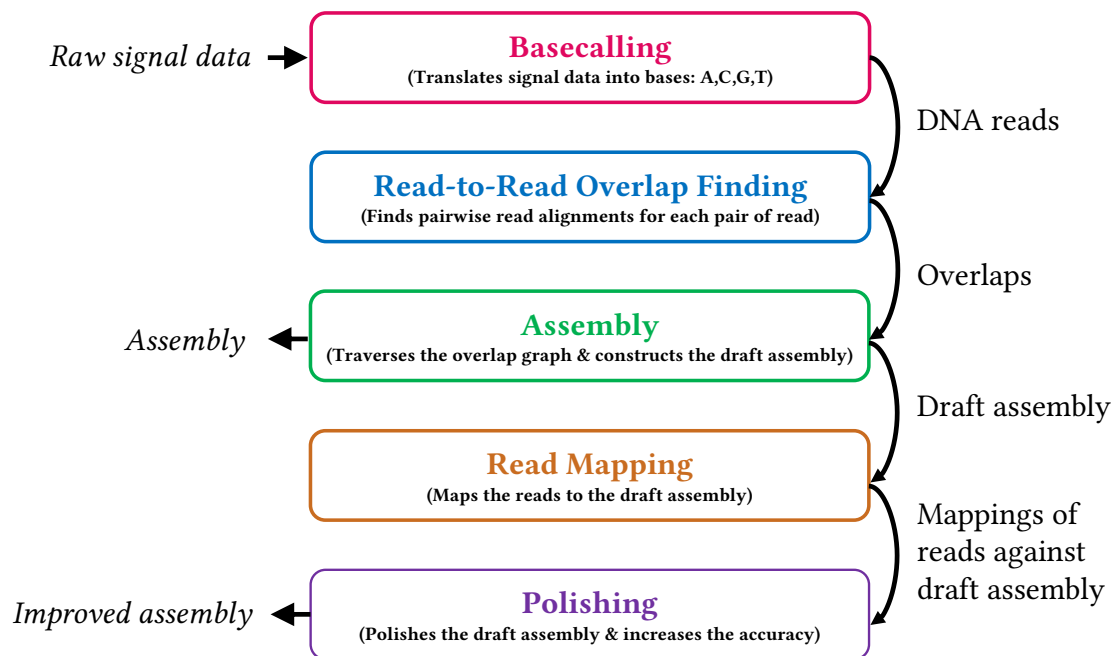 Raw signal data
Basecalling
(Translates signal data into bases: A,C,G,T)
DNA reads
Read-to-Read Overlap Finding
(Finds pairwise read alignments for each pair of read)
Overlaps
Assembly
Assembly
(Traverses the overlap graph & constructs the draft assembly)
Draft assembly
Read Mapping
(Maps the reads to the draft assembly)
Mappings of
reads against
draft assembly
Improved assembly
Polishing
(Polishes the draft assembly & increases the accuracy)